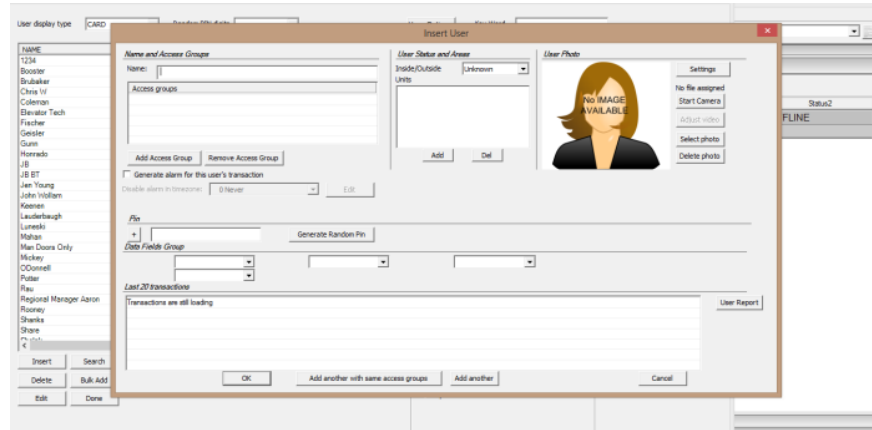 User display type CARD
Insert User
NAME
1234
Booster
Brubaker
Chris W
Coleman
Elevator Tech
Fischer
Geisler
Gunn
Honrado
JB
JB BT
Jen Young
John Wollam
Keenen
Lauderbaugh
Luneski
Mahan
Man Doors Only
Mickey
ODonnell
Potter
Rau
Regional Manager Aaron
Rooney
Shanks
Share
Insert Search
Delete Bulk Add
Edit Done
Name and Access Groups
Name:
Access groups
Add Access Group Remove Access Group
Generate alarm for this user's transaction
Disable alarm in timezone: 0 Never Edit
User Status and Areas
Inside/Outside Unknown
Units
Add Del
User Photo
No IMAGE
AVAILABLE
Settings
No file assigned
Start Camera
Adjust video
Select photo
Delete photo
Pin
+ Generate Random Pin
Data Fields Group
Last 20 transactions
Transactions are still loading
User Report
OK Add another with same access groups Add another Cancel
Status2
FLINE